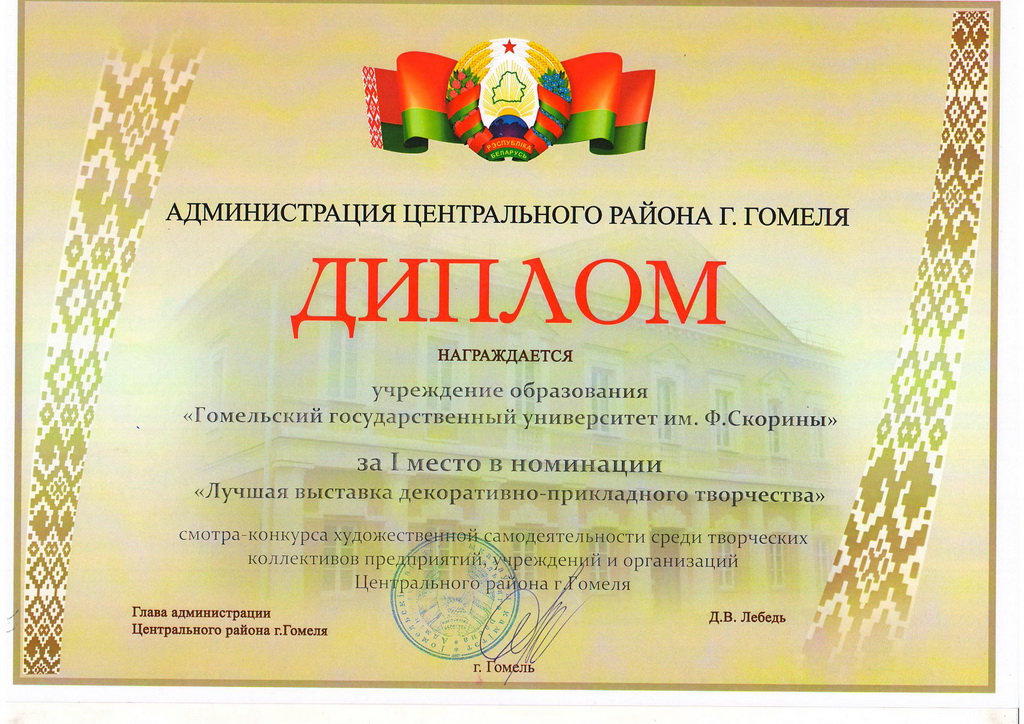 РЭСПУБЛІКА
БЕЛАРУСЬ
АДМИНИСТРАЦИЯ ЦЕНТРАЛЬНОГО РАЙОНА Г. ГОМЕЛЯ
ДИПЛОМ
НАГРАЖДАЕТСЯ
учреждение образования
«Гомельский государственный университет им. Ф.Скорины»
за I место в номинации
«Лучшая выставка декоративно-прикладного творчества»
смотра-конкурса художественной самодеятельности среди творческих
коллективов предприятий, учреждений и организаций
Центрального района г.Гомеля
Глава администрации
Центрального района г.Гомеля
Д.В. Лебедь
г. Гомель